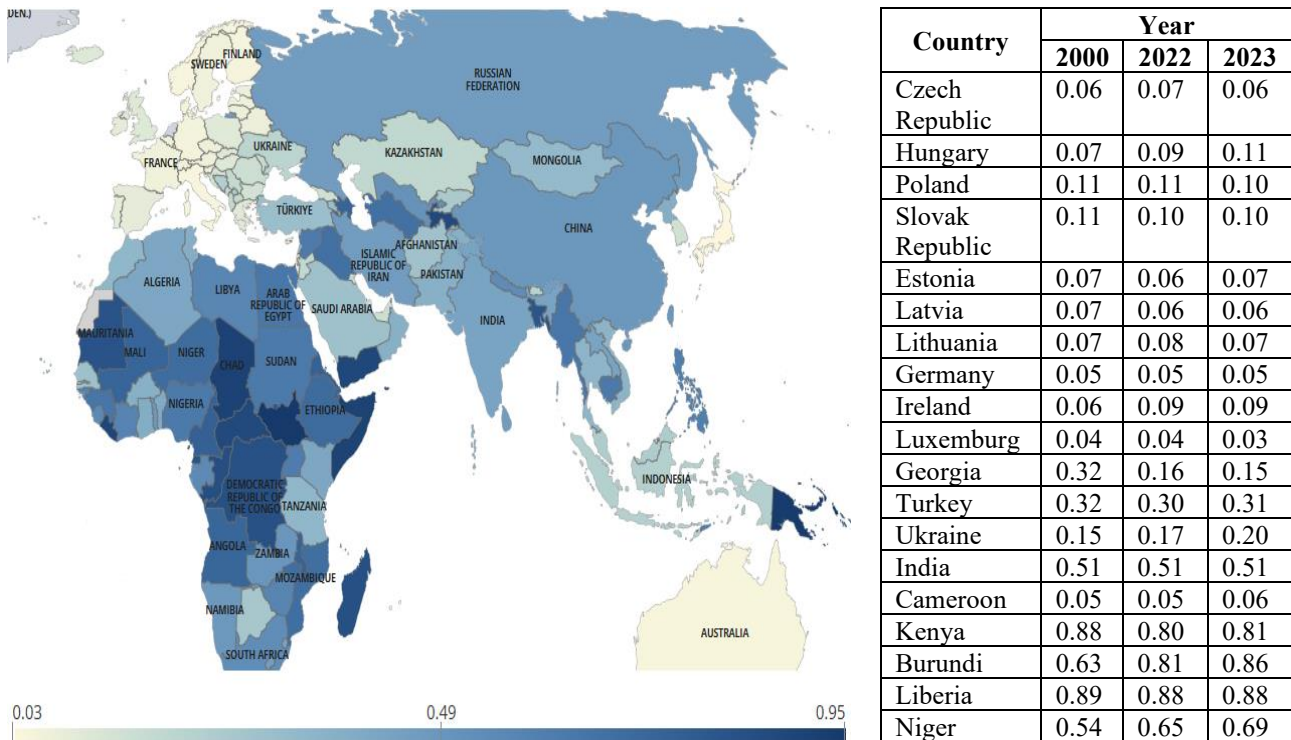 DEN.)
FINLAND
SWEDEN
RUSSIAN
FEDERATION
UKRAINE
FRANCE
KAZAKHSTAN
MONGOLIA
TÜRKIYE
CHINA
AFGHANISTAN
ISLAMIC
REPUBLIC OF
IRAN
PAKISTAN
ALGERIA
LIBYA
ARAB
REPUBLIC OF
EGYPT
SAUDI ARABIA
INDIA
MAURITANIA
MALI
NIGER
CHAD
SUDAN
NIGERIA
ETHIOPIA
DEMOCRATIC
REPUBLIC OF
THE CONGO
TANZANIA
INDONESIA
ANGOLA
ZAMBIA
MOZAMBIQUE
NAMIBIA
SOUTH AFRICA
AUSTRALIA
0.03 0.49 0.95
Country Year
2000 2022 2023
Czech Republic 0.06 0.07 0.06
Hungary 0.07 0.09 0.11
Poland 0.11 0.11 0.10
Slovak Republic 0.11 0.10 0.10
Estonia 0.07 0.06 0.07
Latvia 0.07 0.06 0.06
Lithuania 0.07 0.08 0.07
Germany 0.05 0.05 0.05
Ireland 0.06 0.09 0.09
Luxemburg 0.04 0.04 0.03
Georgia 0.32 0.16 0.15
Turkey 0.32 0.30 0.31
Ukraine 0.15 0.17 0.20
India 0.51 0.51 0.51
Cameroon 0.05 0.05 0.06
Kenya 0.88 0.80 0.81
Burundi 0.63 0.81 0.86
Liberia 0.89 0.88 0.88
Niger 0.54 0.65 0.69